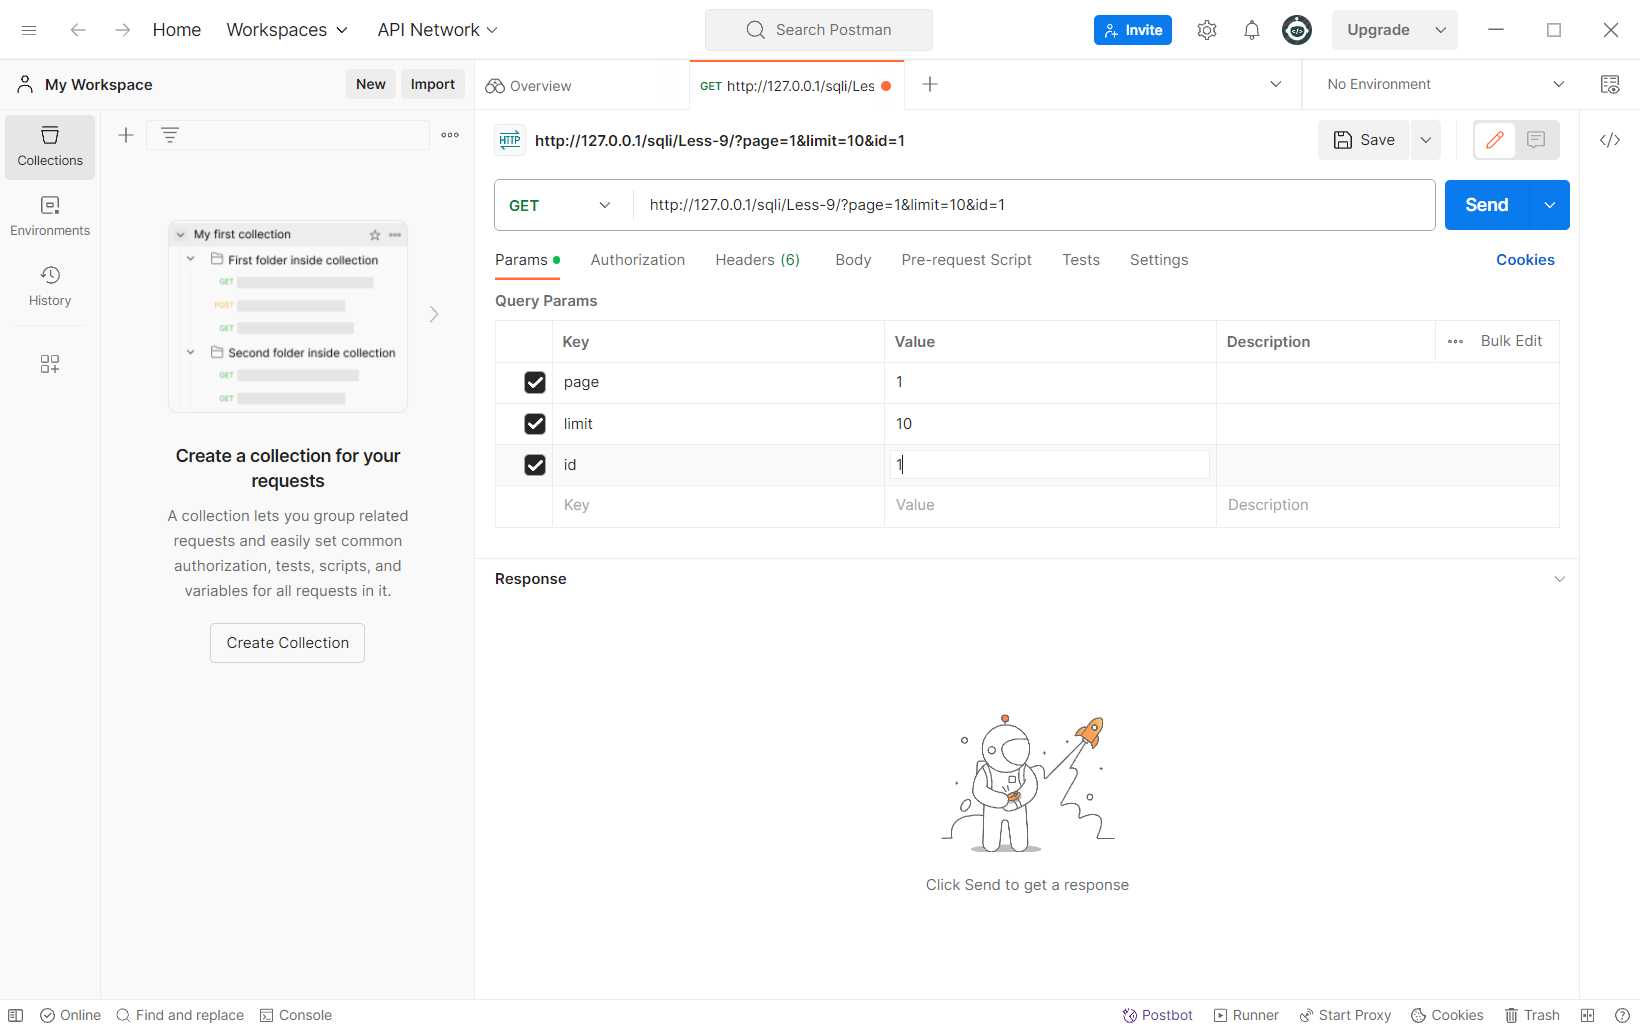 Home Workspaces API Network Search Postman Invite Upgrade
My Workspace New Import Overview GET http://127.0.0.1/sqli/Les No Environment
Collections
Environments
History
My first collection
First folder inside collection
GET
POST
GET
Second folder inside collection
GET
GET
Create a collection for your
requests
A collection lets you group related
requests and easily set common
authorization, tests, scripts, and
variables for all requests in it.
Create Collection
HTTP http://127.0.0.1/sqli/Less-9/?page=1&limit=10&id=1 Save
GET http://127.0.0.1/sqli/Less-9/?page=1&limit=10&id=1 Send
Params Authorization Headers (6) Body Pre-request Script Tests Settings Cookies
Query Params
Key Value Description Bulk Edit
page 1
limit 10
id 1
Key Value Description
Response
Click Send to get a response
Online Find and replace Console Postbot Runner Start Proxy Cookies Trash